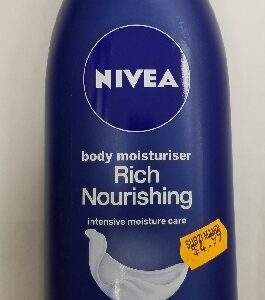 NIVEA
body moisturiser
Rich
Nourishing
intensive moisture care